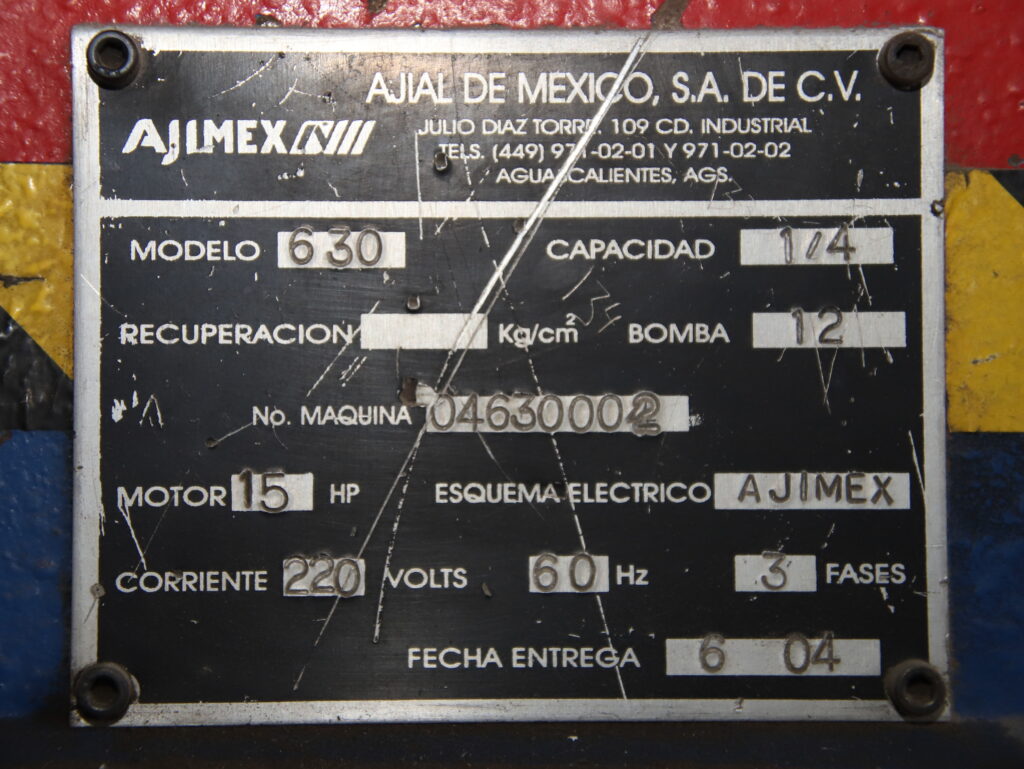 AJIAL DE MEXICO, S.A. DE C.V.
AJIMEX
JULIO DIAZ TORRE 109 CD. INDUSTRIAL
TELS. (449) 971-02-01 Y 971-02-02
AGUASCALIENTES, AGS.
MODELO 630 CAPACIDAD 1/4
RECUPERACION Kg/cm² BOMBA 12
No. MAQUINA 04630002
MOTOR 15 HP ESQUEMA ELECTRICO AJIMEX
CORRIENTE 220 VOLTS 60 Hz 3 FASES
FECHA ENTREGA 6 04